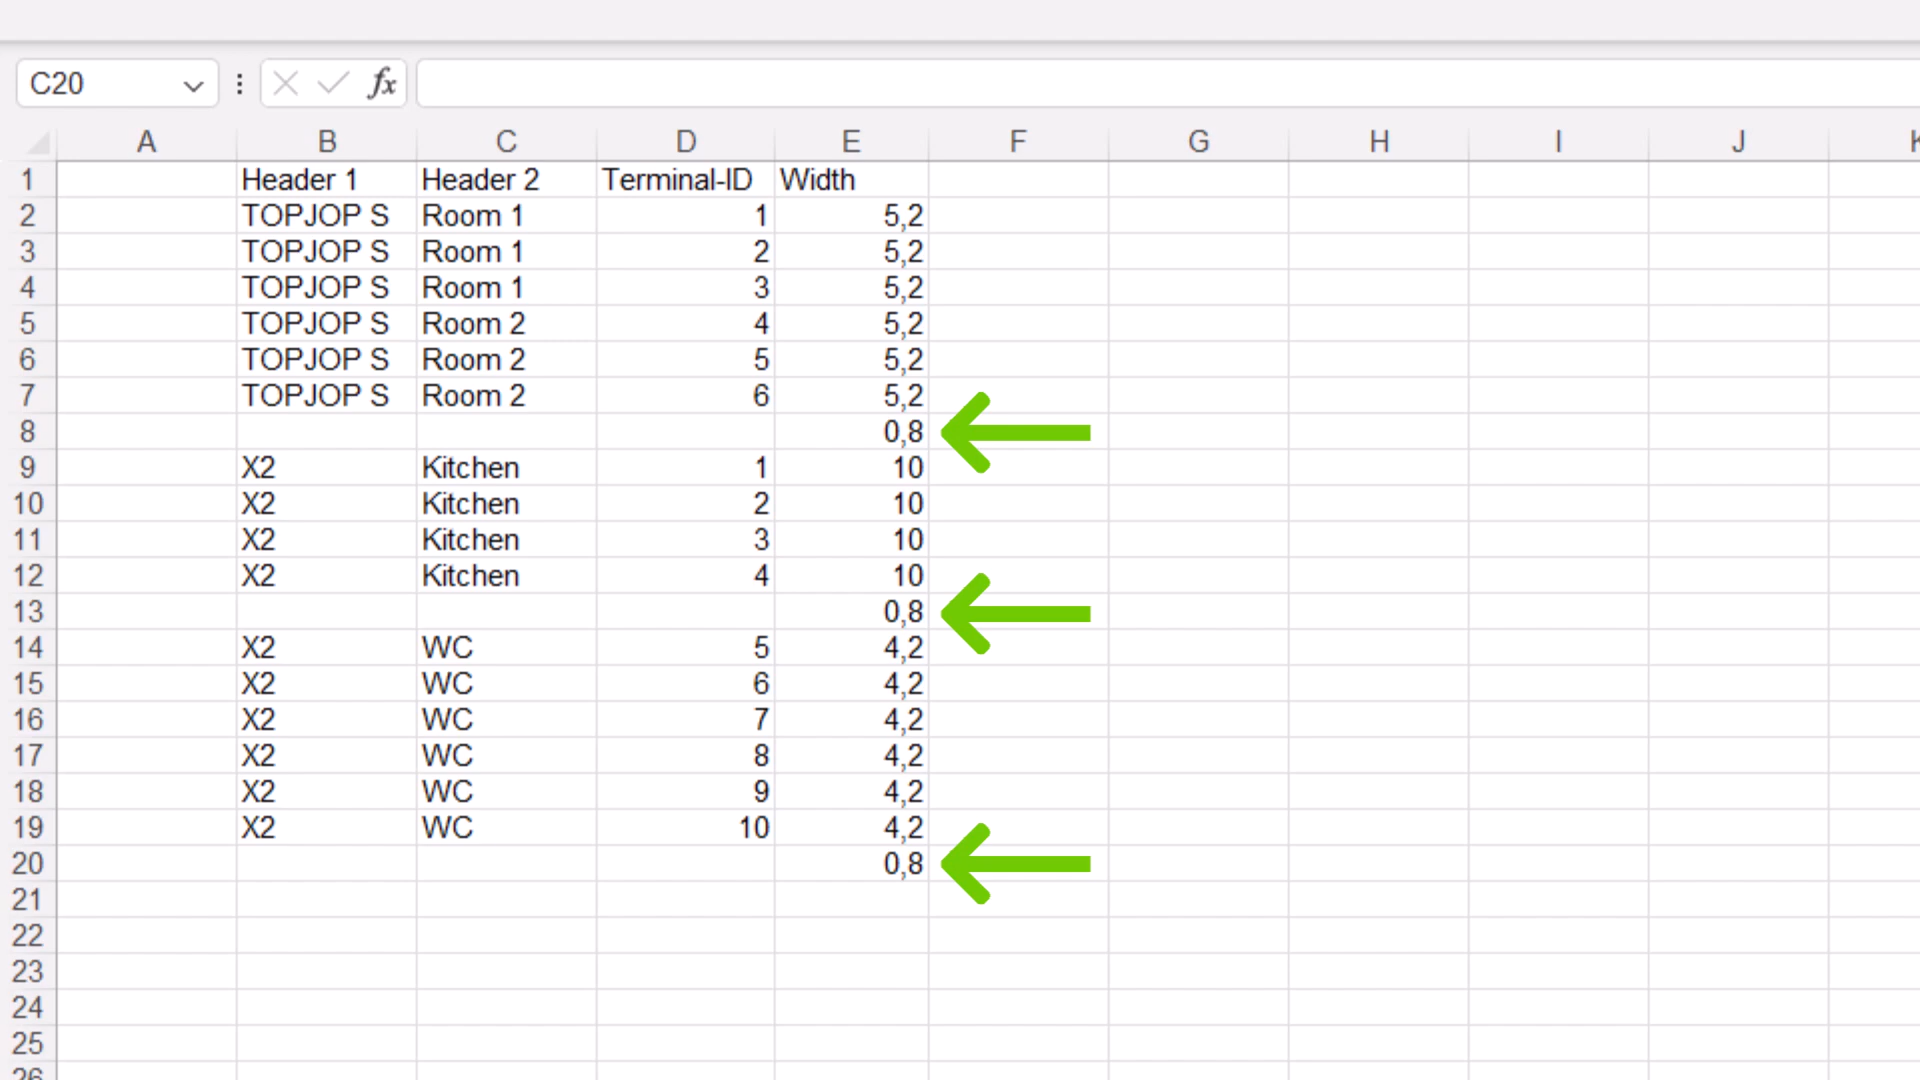 C20 fx
A B C D E F G H I J K
1 Header 1 Header 2 Terminal-ID Width
2 TOPJOP S Room 1 1 5,2
3 TOPJOP S Room 1 2 5,2
4 TOPJOP S Room 1 3 5,2
5 TOPJOP S Room 2 4 5,2
6 TOPJOP S Room 2 5 5,2
7 TOPJOP S Room 2 6 5,2
8 0,8
9 X2 Kitchen 1 10
10 X2 Kitchen 2 10
11 X2 Kitchen 3 10
12 X2 Kitchen 4 10
13 0,8
14 X2 WC 5 4,2
15 X2 WC 6 4,2
16 X2 WC 7 4,2
17 X2 WC 8 4,2
18 X2 WC 9 4,2
19 X2 WC 10 4,2
20 0,8
21
22
23
24
25
26